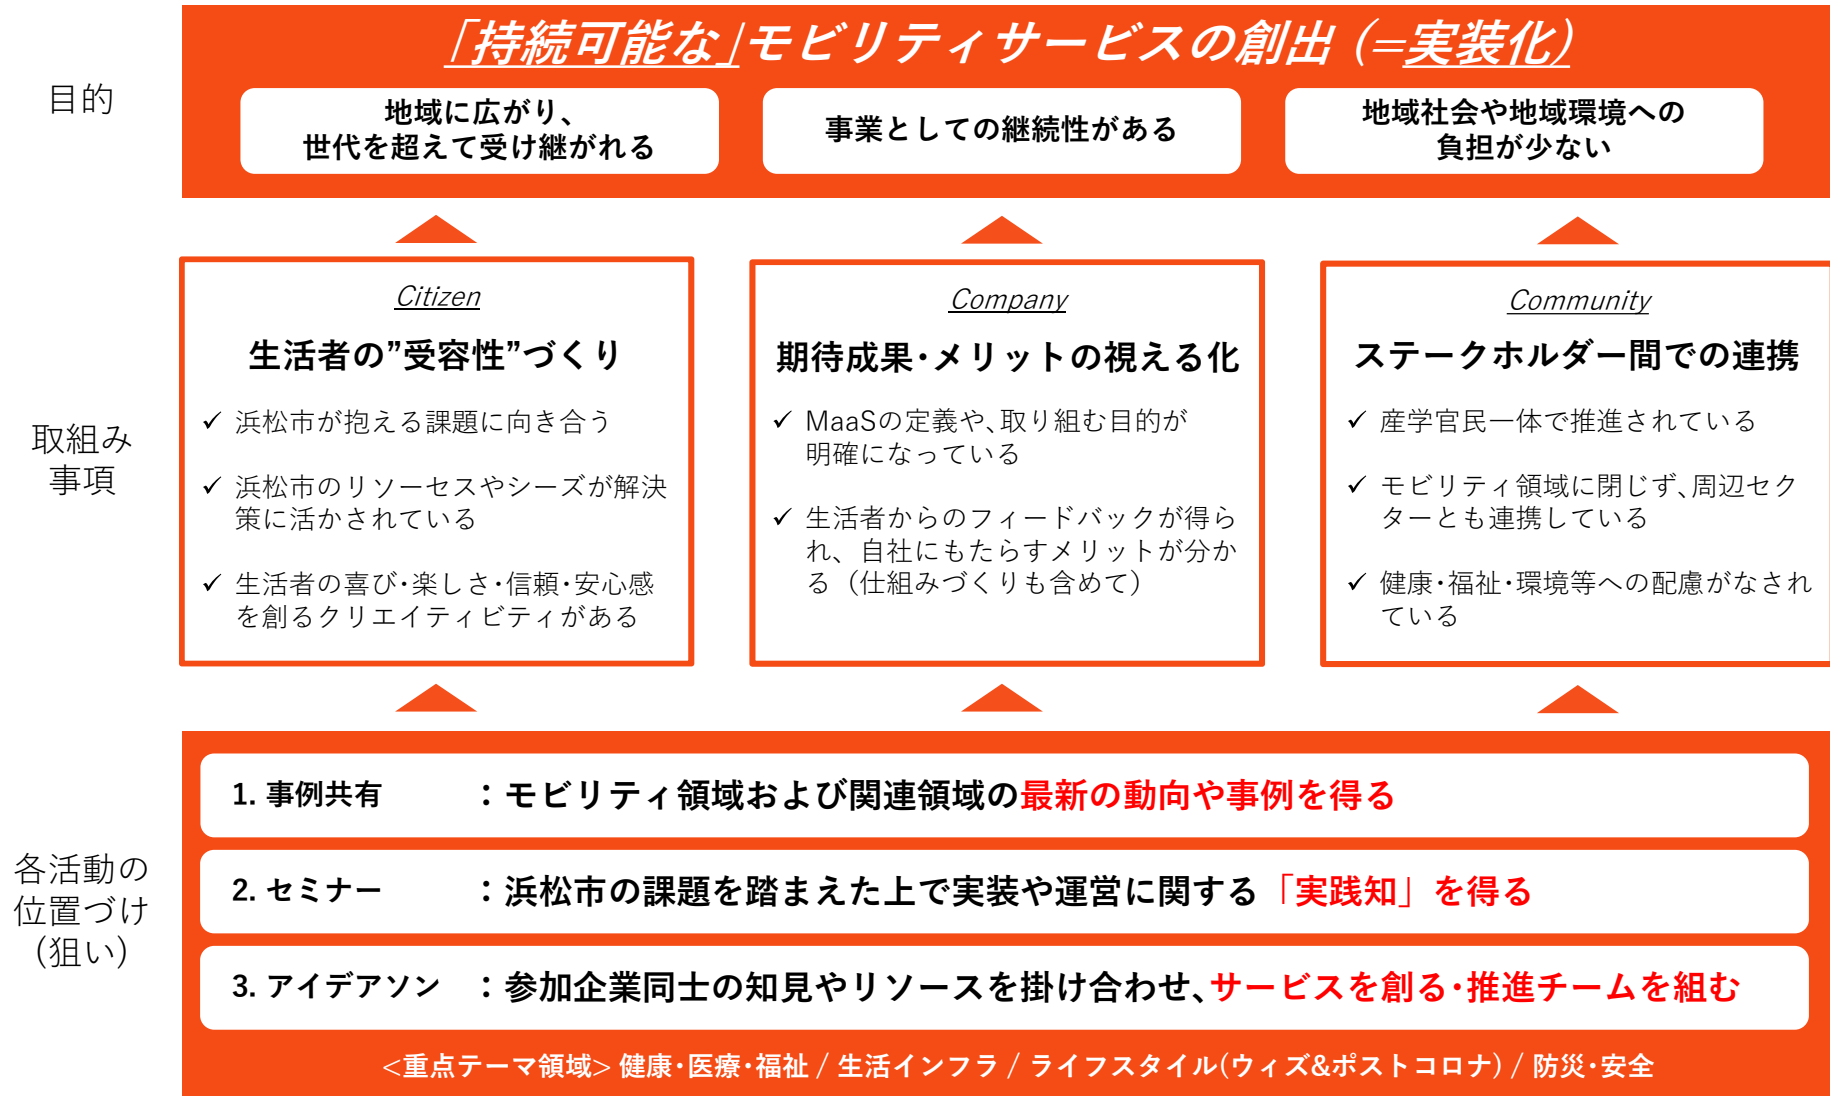 「持続可能な」モビリティサービスの創出（=実装化）
目的
地域に広がり、
世代を超えて受け継がれる
事業としての継続性がある
地域社会や地域環境への
負担が少ない
取組み
事項
Citizen
生活者の”受容性”づくり
✓ 浜松市が抱える課題に向き合う
✓ 浜松市のリソーセスやシーズが解決
策に活かされている
✓ 生活者の喜び・楽しさ・信頼・安心感
を創るクリエイティビティがある
Company
期待成果・メリットの視える化
✓ MaaSの定義や、取り組む目的が
明確になっている
✓ 生活者からのフィードバックが得ら
れ、自社にもたらすメリットが分か
る（仕組みづくりも含めて）
Community
ステークホルダー間での連携
✓ 産学官民一体で推進されている
✓ モビリティ領域に閉じず、周辺セク
ターとも連携している
✓ 健康・福祉・環境等への配慮がなされ
ている
各活動の
位置づけ
（狙い）
1. 事例共有 ：モビリティ領域および関連領域の最新の動向や事例を得る
2. セミナー ：浜松市の課題を踏まえた上で実装や運営に関する「実践知」を得る
3. アイデアソン ：参加企業同士の知見やリソースを掛け合わせ、サービスを創る・推進チームを組む
<重点テーマ領域> 健康・医療・福祉 / 生活インフラ / ライフスタイル(ウィズ&ポストコロナ) / 防災・安全